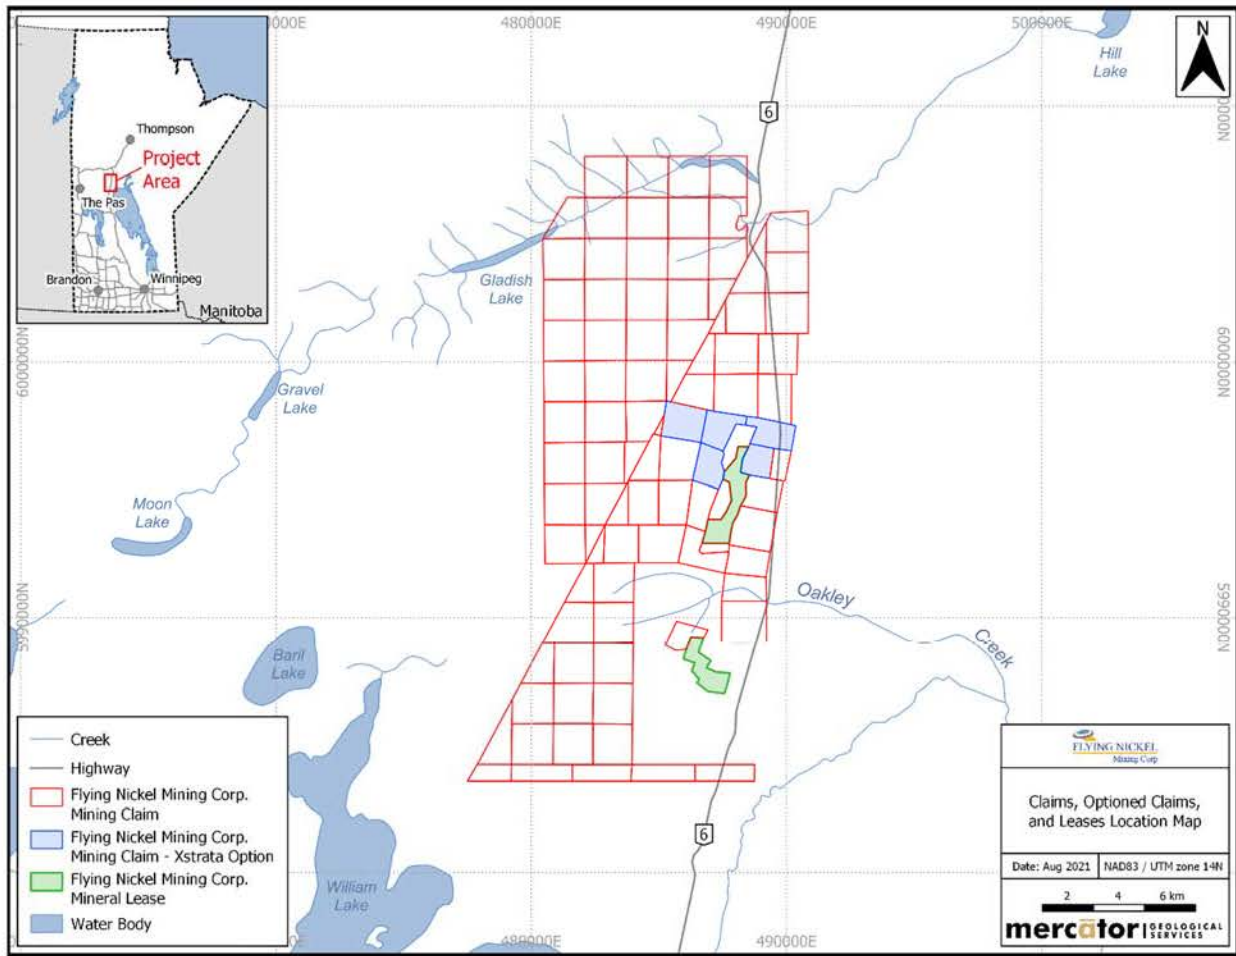 480000E
490000E
500000E
N
Hill
Lake
6
Thompson
Project
Area
The Pas
Brandon
Winnipeg
Manitoba
Gladish
Lake
6000000N
6000000N
Gravel
Lake
Moon
Lake
Oakley
Creek
5990000N
5990000N
Baril
Lake
William
Lake
6
480000E
490000E
Creek
Highway
Flying Nickel Mining Corp.
Mining Claim
Flying Nickel Mining Corp.
Mining Claim - Xstrata Option
Flying Nickel Mining Corp.
Mineral Lease
Water Body
FLYING NICKEL
Mining Corp
Claims, Optioned Claims,
and Leases Location Map
Date: Aug 2021 NAD83 / UTM zone 14N
2 4 6 km
mercator GEOLOGICAL
SERVICES